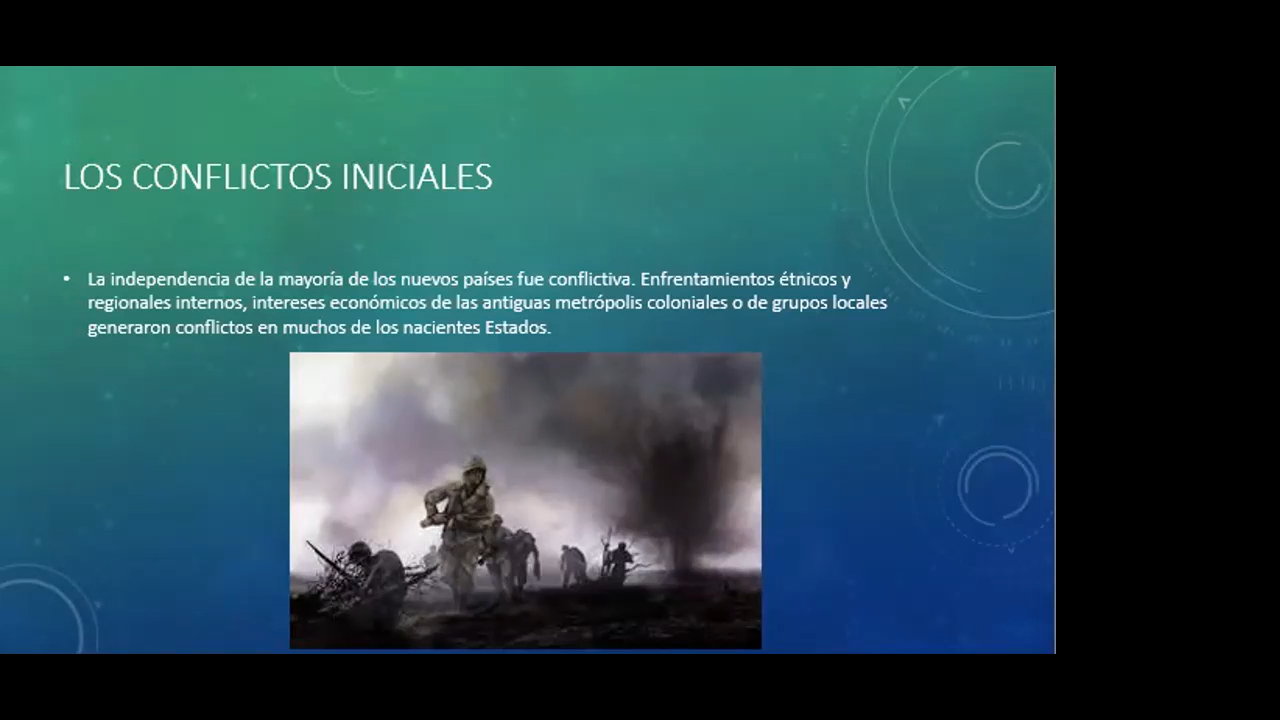 LOS CONFLICTOS INICIALES
• La independencia de la mayoría de los nuevos países fue conflictiva. Enfrentamientos étnicos y
regionales internos, intereses económicos de las antiguas metrópolis coloniales o de grupos locales
generaron conflictos en muchos de los nacientes Estados.